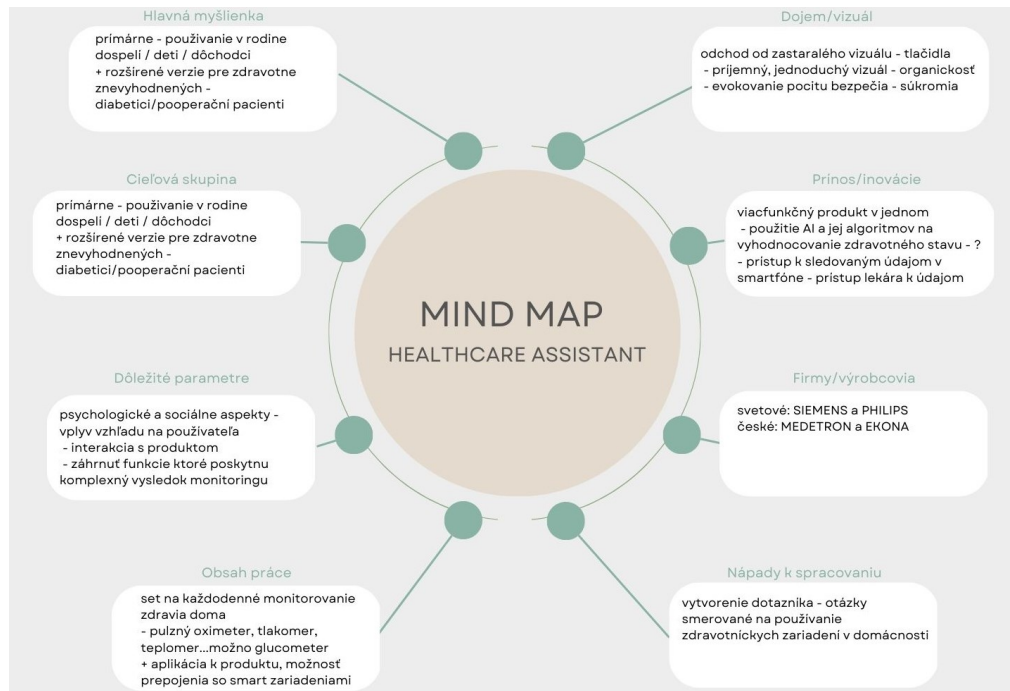 Hlavná myšlienka
primárne - použivanie v rodine
dospelí / deti / dôchodci
+ rozšírené verzie pre zdravotne
znevyhodnených -
diabetici/pooperační pacienti
Cieľová skupina
primárne - použivanie v rodine
dospelí / deti / dôchodci
+ rozšírené verzie pre zdravotne
znevyhodnených -
diabetici/pooperační pacienti
Dôležité parametre
psychologické a sociálne aspekty -
vplyv vzhľadu na používateľa
- interakcia s produktom
- záhrnuť funkcie ktoré poskytnu
komplexný vysledok monitoringu
Obsah práce
set na každodenné monitorovanie
zdravia doma
- pulzný oximeter, tlakomer,
teplomer...možno glucometer
+ aplikácia k produktu, možnosť
prepojenia so smart zariadeniami
MIND MAP
HEALTHCARE ASSISTANT
Dojem/vizuál
odchod od zastaralého vizuálu - tlačidla
- príjemný, jednoduchý vizuál - organickosť
- evokovanie pocitu bezpečia - súkromia
Prinos/inovácie
viacfunkčný produkt v jednom
- použitie AI a jej algoritmov na
vyhodnocovanie zdravotného stavu - ?
- prístup k sledovaným údajom v
smartfóne - prístup lekára k údajom
Firmy/výrobcovia
svetové: SIEMENS a PHILIPS
české: MEDETRON a EKONA
Nápady k spracovaniu
vytvorenie dotazníka - otázky
smerované na používanie
zdravotníckych zariadení v domácnosti